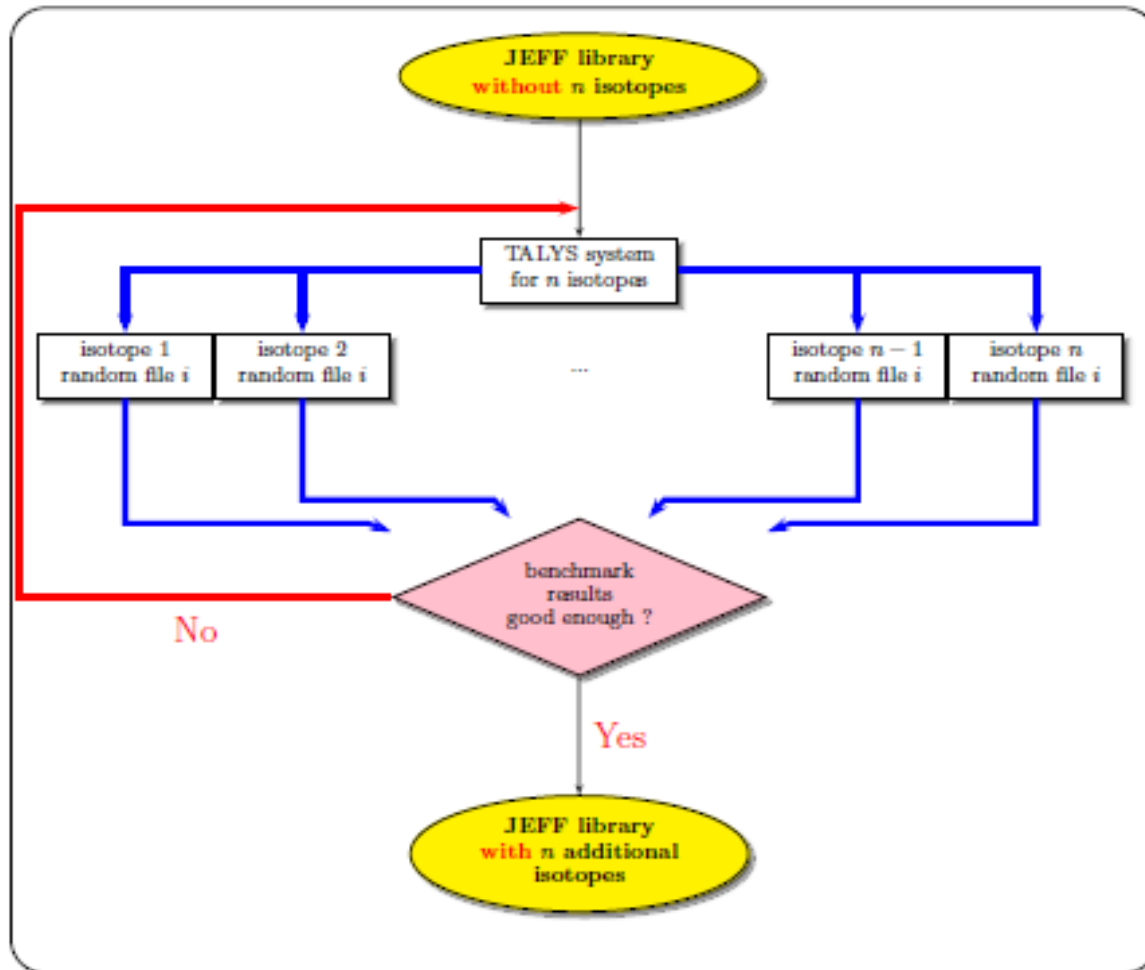 JEFF library
without n isotopes
TALYS system
for n isotopes
isotope 1
random file i
isotope 2
random file i
...
isotope n − 1
random file i
isotope n
random file i
benchmark
results
good enough ?
No
Yes
JEFF library
with n additional
isotopes